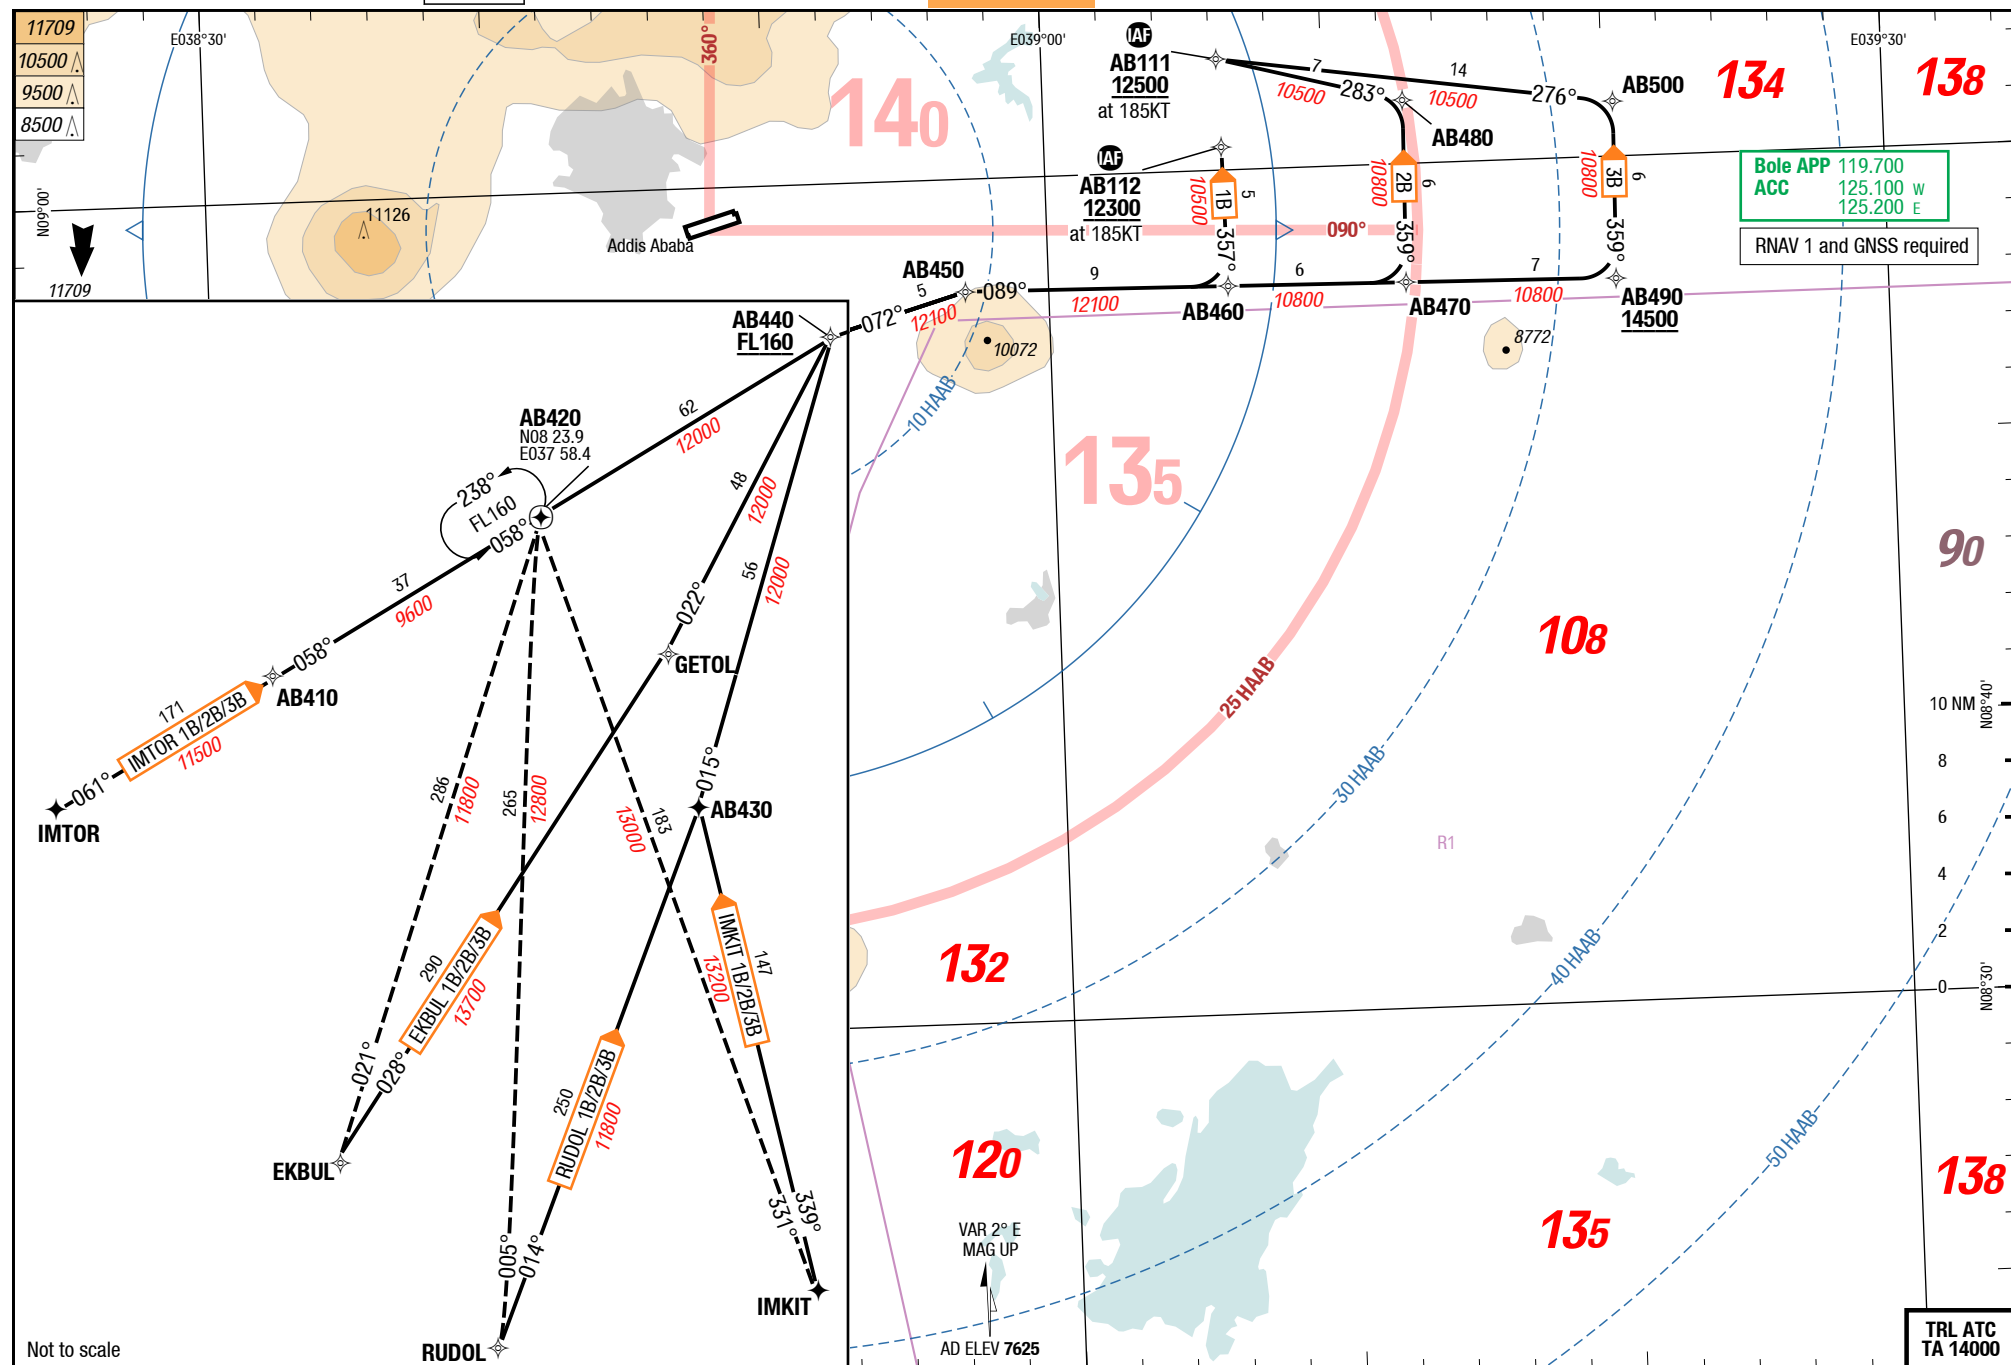 11709
10500
9500
8500
E038°30'
E039°00'
E039°30'
360°
140
134
138
IAF
AB111
12500
at 185KT
7
10500
283°
14
10500
276°
AB500
AB480
IAF
AB112
12300
at 185KT
1B
5
10500
357°
2B
6
10800
359°
3B
6
10800
359°
Bole APP 119.700
ACC 125.100 W
125.200 E
RNAV 1 and GNSS required
N09°00'
11709
11126
Addis Ababa
090°
AB450
5
072°
12100
089°
9
12100
AB460
6
10800
AB470
7
10800
AB490
14500
AB440
FL160
10072
8772
10 HAAB
135
AB420
N08 23.9
E037 58.4
238°
FL160
058°
62
12000
48
12000
56
12000
37
9600
058°
AB410
171
IMTOR 1B/2B/3B
11500
061°
IMTOR
022°
GETOL
015°
AB430
286
11800
265
12800
183
13000
290
EKBUL 1B/2B/3B
13700
021°
028°
EKBUL
250
RUDOL 1B/2B/3B
11800
005°
014°
RUDOL
147
IMKIT 1B/2B/3B
13200
331°
339°
IMKIT
Not to scale
25 HAAB
30 HAAB
40 HAAB
50 HAAB
90
108
R1
132
120
135
138
10 NM
8
6
4
2
0
N08°40'
N08°30'
VAR 2° E
MAG UP
AD ELEV 7625
TRL ATC
TA 14000